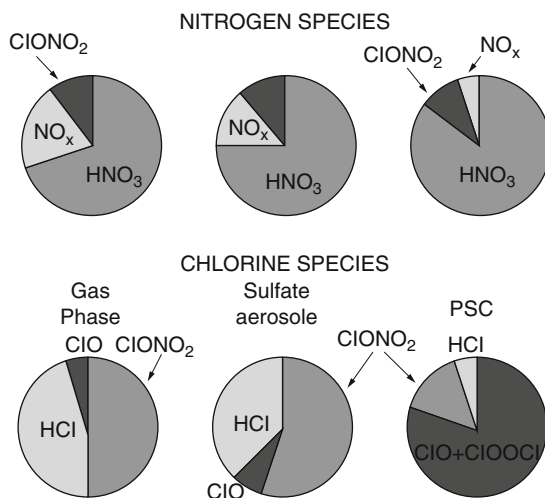 NITROGEN SPECIES
ClONO₂
NOₓ
HNO₃
NOₓ
HNO₃
ClONO₂
NOₓ
HNO₃
CHLORINE SPECIES
Gas
Phase
Sulfate
aerosole
PSC
ClO
ClONO₂
HCl
ClONO₂
HCl
ClO
HCl
ClO+ClOOCl